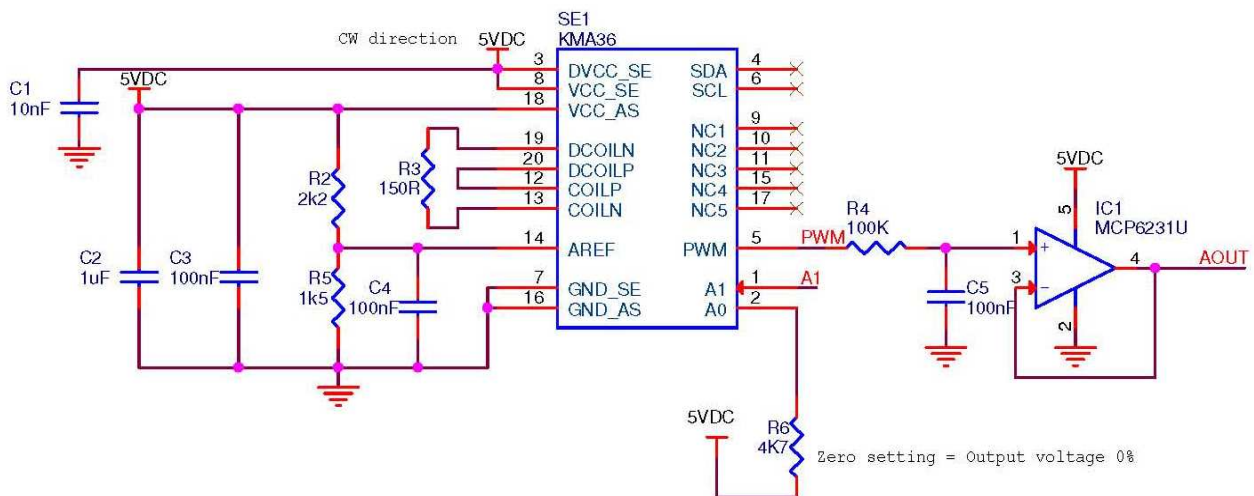 SE1
KMA36
CW direction
5VDC
C1
10nF
5VDC
3 DVCC_SE
8 VCC_SE
18 VCC_AS
19 DCOILN
20 DCOILP
12 COILP
13 COILN
14 AREF
7 GND_SE
16 GND_AS
SDA 4
SCL 6
NC1 9
NC2 10
NC3 11
NC4 15
NC5 17
PWM 5
A1 1
A0 2
R3
150R
R2
2k2
R5
1k5
C2
1uF
C3
100nF
C4
100nF
PWM
A1
R4
100K
C5
100nF
5VDC
IC1
MCP6231U
5
1 +
3 -
4
2
AOUT
5VDC
R6
4K7
Zero setting = Output voltage 0%